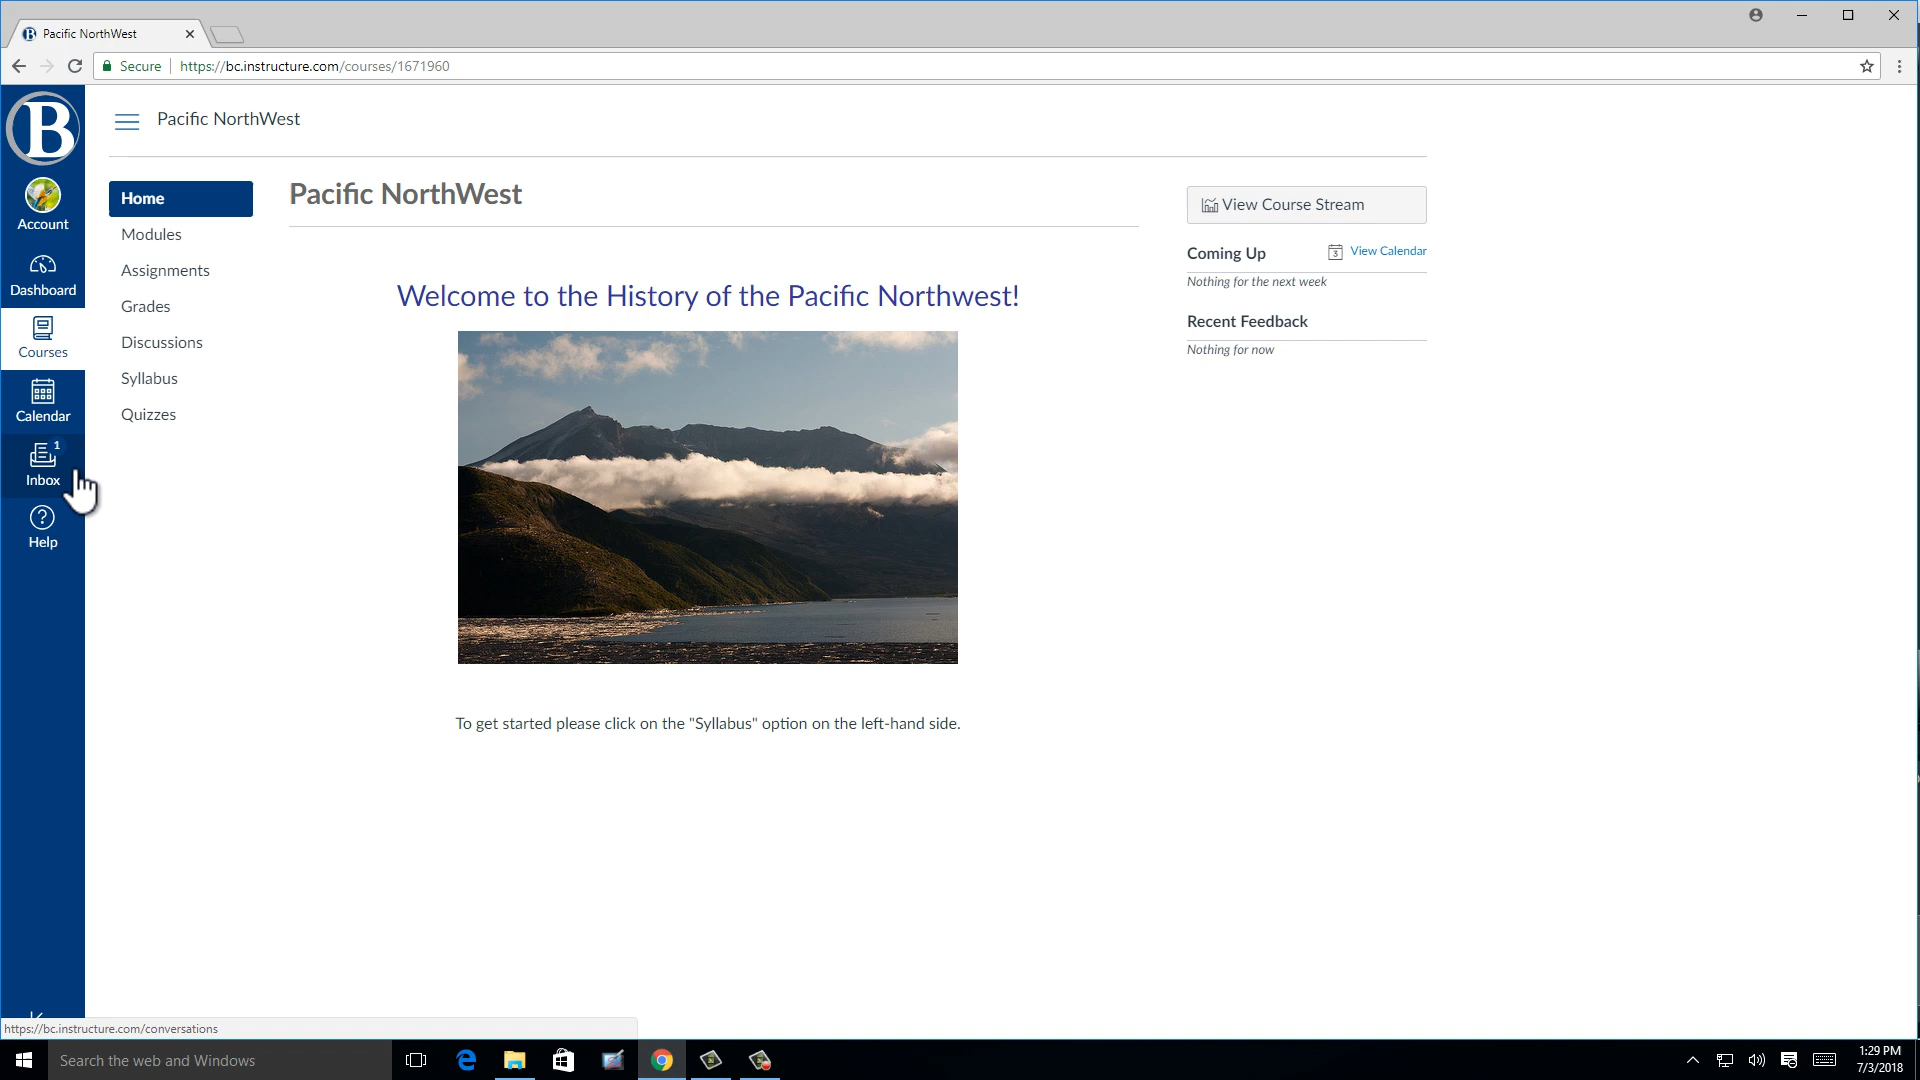 Pacific NorthWest
Secure
https://bc.instructure.com/courses/1671960
B
Account
Dashboard
Courses
Calendar
1
Inbox
Help
Pacific NorthWest
Home
Modules
Assignments
Grades
Discussions
Syllabus
Quizzes
Pacific NorthWest
Welcome to the History of the Pacific Northwest!
To get started please click on the "Syllabus" option on the left-hand side.
View Course Stream
Coming Up
3
View Calendar
Nothing for the next week
Recent Feedback
Nothing for now
https://bc.instructure.com/conversations
Search the web and Windows
1:29 PM
7/3/2018